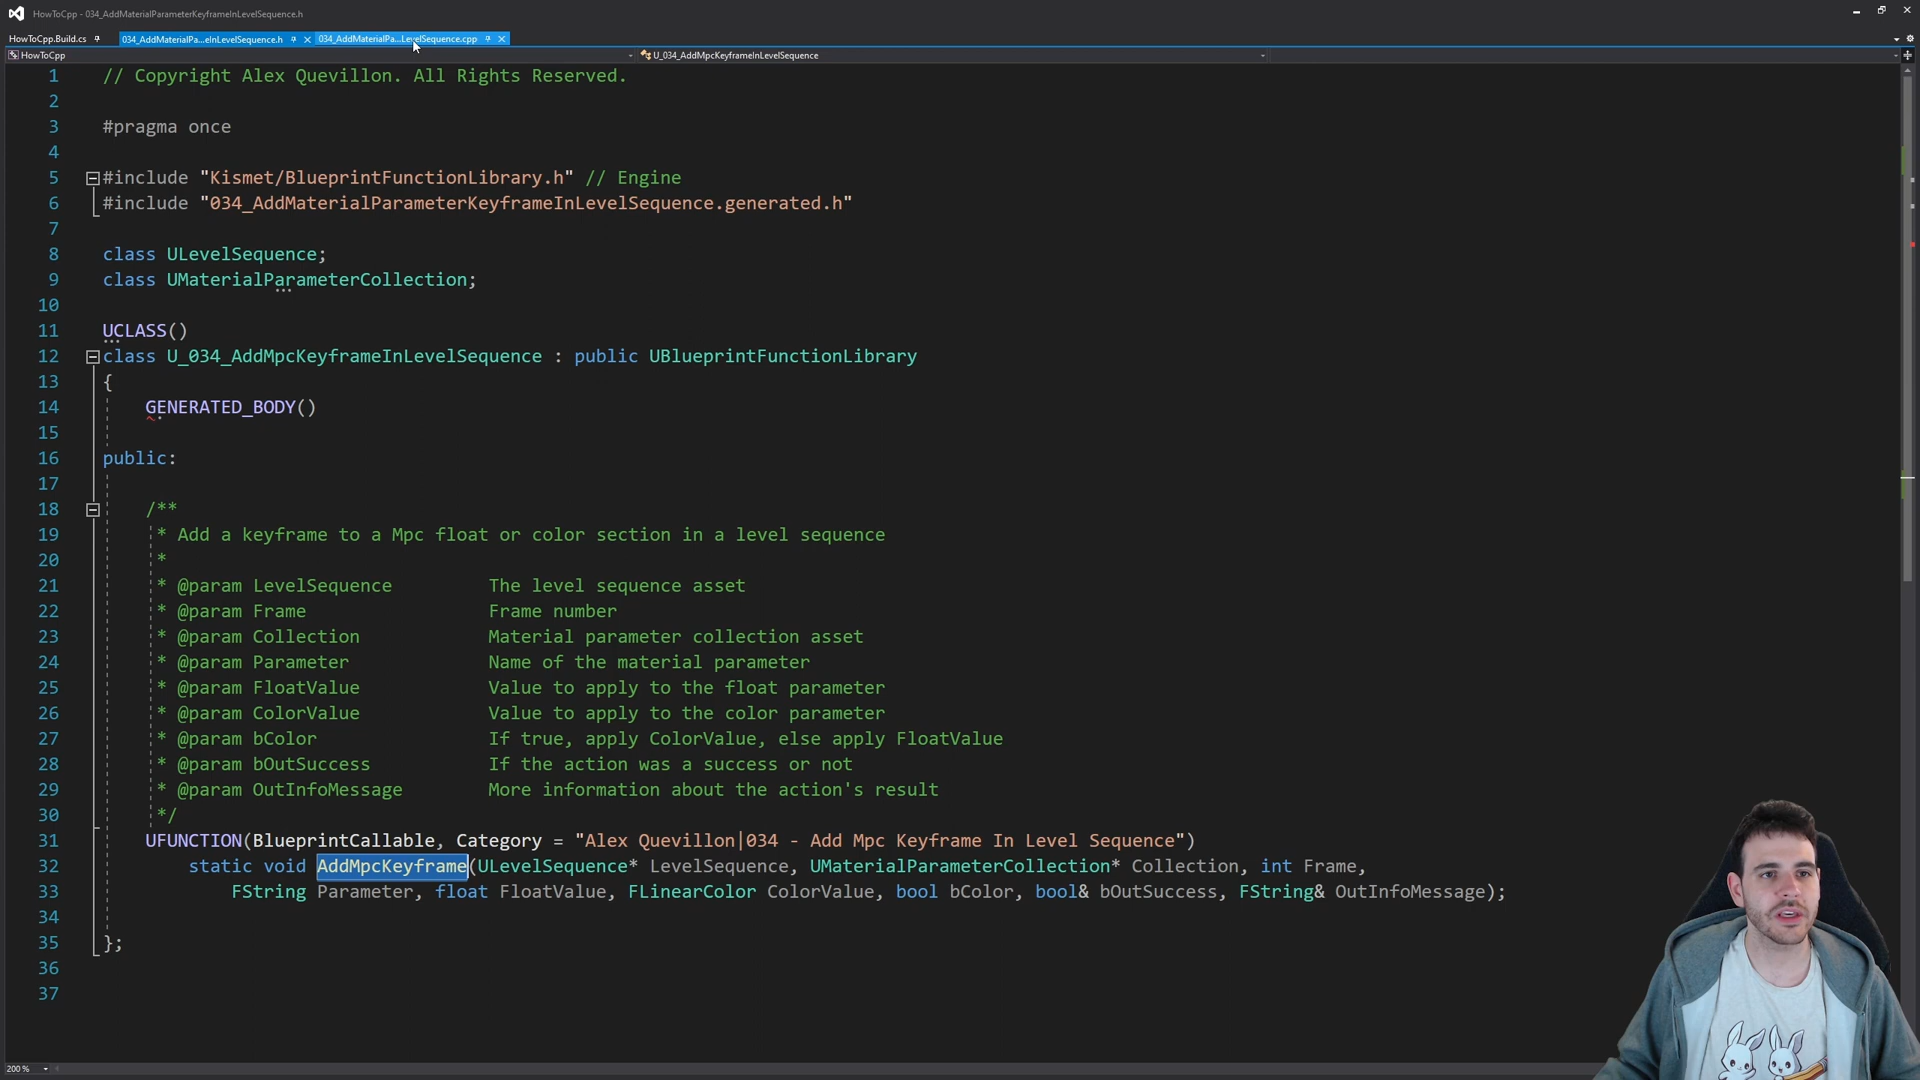 HowToCpp - 034_AddMaterialParameterKeyframeInLevelSequence.h
HowToCpp.Build.cs
034_AddMaterialPa...eInLevelSequence.h
034_AddMaterialPa...LevelSequence.cpp
HowToCpp
U_034_AddMpcKeyframeInLevelSequence
1 // Copyright Alex Quevillon. All Rights Reserved.
2
3 #pragma once
4
5 #include "Kismet/BlueprintFunctionLibrary.h" // Engine
6 #include "034_AddMaterialParameterKeyframeInLevelSequence.generated.h"
7
8 class ULevelSequence;
9 class UMaterialParameterCollection;
10
11 UCLASS()
12 class U_034_AddMpcKeyframeInLevelSequence : public UBlueprintFunctionLibrary
13 {
14 GENERATED_BODY()
15
16 public:
17
18 /**
19 * Add a keyframe to a Mpc float or color section in a level sequence
20 *
21 * @param LevelSequence The level sequence asset
22 * @param Frame Frame number
23 * @param Collection Material parameter collection asset
24 * @param Parameter Name of the material parameter
25 * @param FloatValue Value to apply to the float parameter
26 * @param ColorValue Value to apply to the color parameter
27 * @param bColor If true, apply ColorValue, else apply FloatValue
28 * @param bOutSuccess If the action was a success or not
29 * @param OutInfoMessage More information about the action's result
30 */
31 UFUNCTION(BlueprintCallable, Category = "Alex Quevillon|034 - Add Mpc Keyframe In Level Sequence")
32 static void AddMpcKeyframe(ULevelSequence* LevelSequence, UMaterialParameterCollection* Collection, int Frame,
33 FString Parameter, float FloatValue, FLinearColor ColorValue, bool bColor, bool& bOutSuccess, FString& OutInfoMessage);
34
35 };
36
37
200 %